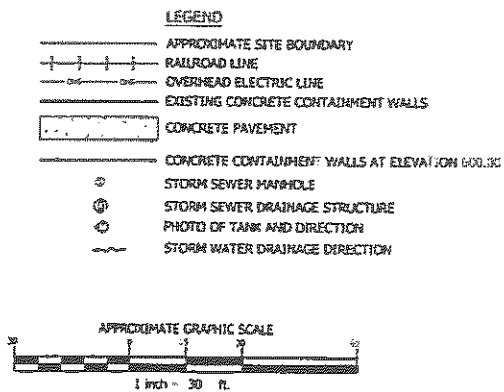 LEGEND
APPROXIMATE SITE BOUNDARY
RAILROAD LINE
OVERHEAD ELECTRIC LINE
EXISTING CONCRETE CONTAINMENT WALLS
CONCRETE PAVEMENT
CONCRETE CONTAINMENT WALLS AT ELEVATION
STORM SEWER MANHOLE
STORM SEWER DRAINAGE STRUCTURE
PHOTO OF TANK AND DIRECTION
STORM WATER DRAINAGE DIRECTION
APPROXIMATE GRAPHIC SCALE
30 0
1 inch = 30 ft.